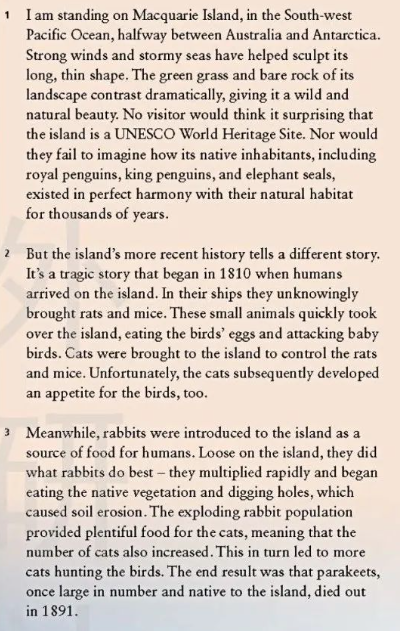 1 I am standing on Macquarie Island, in the South-west
Pacific Ocean, halfway between Australia and Antarctica.
Strong winds and stormy seas have helped sculpt its
long, thin shape. The green grass and bare rock of its
landscape contrast dramatically, giving it a wild and
natural beauty. No visitor would think it surprising that
the island is a UNESCO World Heritage Site. Nor would
they fail to imagine how its native inhabitants, including
royal penguins, king penguins, and elephant seals,
existed in perfect harmony with their natural habitat
for thousands of years.
2 But the island's more recent history tells a different story.
It's a tragic story that began in 1810 when humans
arrived on the island. In their ships they unknowingly
brought rats and mice. These small animals quickly took
over the island, eating the birds' eggs and attacking baby
birds. Cats were brought to the island to control the rats
and mice. Unfortunately, the cats subsequently developed
an appetite for the birds, too.
3 Meanwhile, rabbits were introduced to the island as a
source of food for humans. Loose on the island, they did
what rabbits do best – they multiplied rapidly and began
eating the native vegetation and digging holes, which
caused soil erosion. The exploding rabbit population
provided plentiful food for the cats, meaning that the
number of cats also increased. This in turn led to more
cats hunting the birds. The end result was that parakeets,
once large in number and native to the island, died out
in 1891.